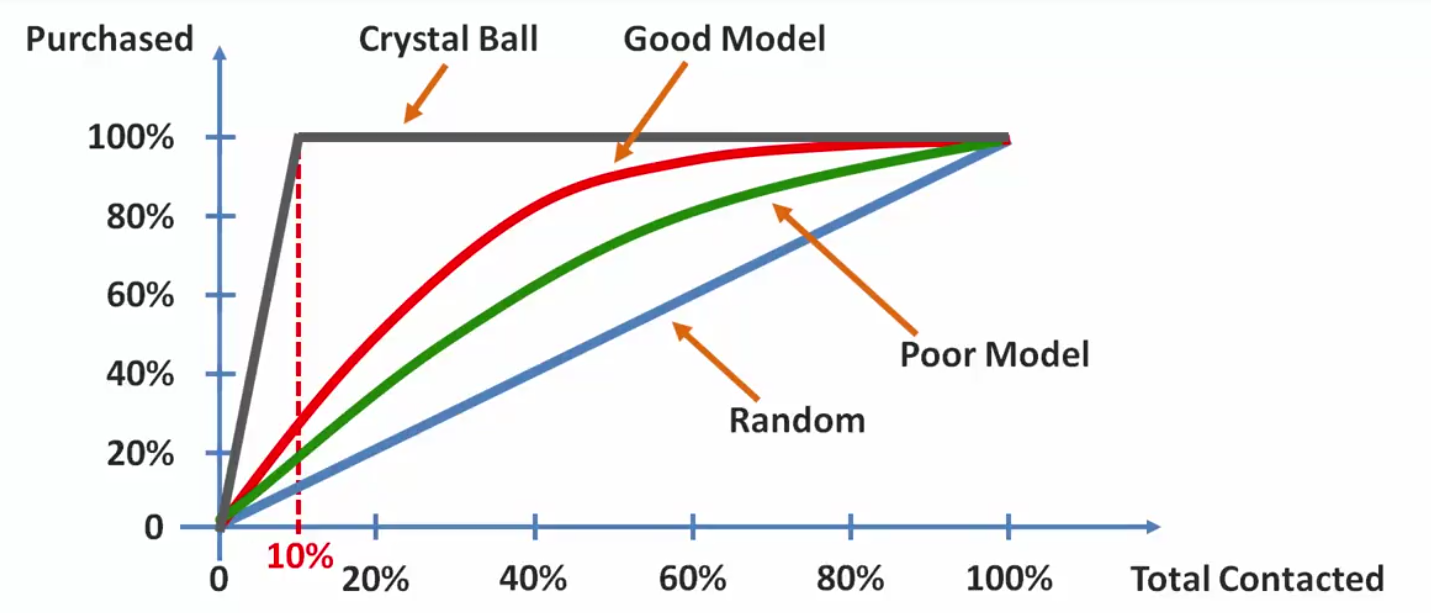 Purchased
Crystal Ball
Good Model
100%
80%
60%
40%
20%
0
Poor Model
Random
10%
0
20%
40%
60%
80%
100%
Total Contacted